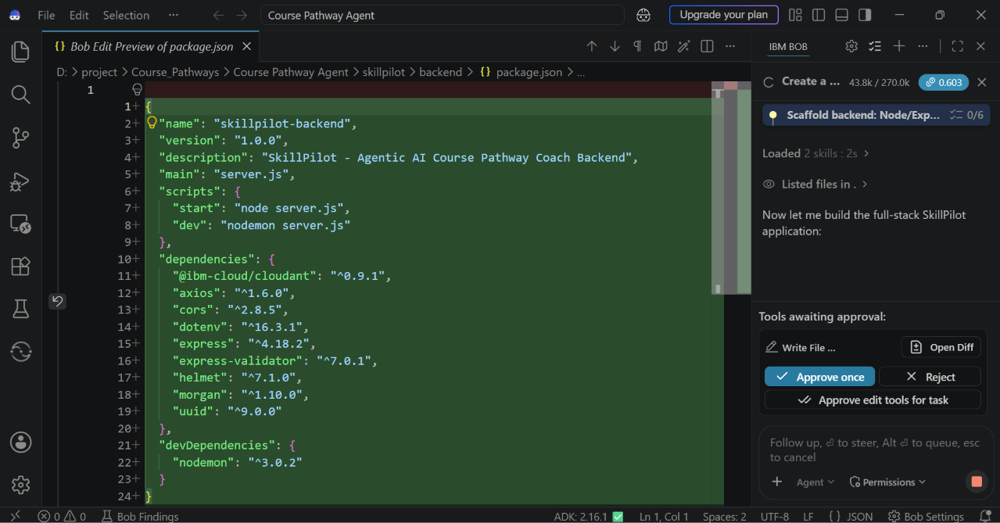 File Edit Selection ··· Course Pathway Agent Upgrade your plan
{} Bob Edit Preview of package.json
D: > project > Course_Pathways > Course Pathway Agent > skillpilot > backend > {} package.json > ...
1
1+ {
2+ "name": "skillpilot-backend",
3+ "version": "1.0.0",
4+ "description": "SkillPilot - Agentic AI Course Pathway Coach Backend",
5+ "main": "server.js",
6+ "scripts": {
7+ "start": "node server.js",
8+ "dev": "nodemon server.js"
9+ },
10+ "dependencies": {
11+ "@ibm-cloud/cloudant": "^0.9.1",
12+ "axios": "^1.6.0",
13+ "cors": "^2.8.5",
14+ "dotenv": "^16.3.1",
15+ "express": "^4.18.2",
16+ "express-validator": "^7.0.1",
17+ "helmet": "^7.1.0",
18+ "morgan": "^1.10.0",
19+ "uuid": "^9.0.0"
20+ },
21+ "devDependencies": {
22+ "nodemon": "^3.0.2"
23+ }
24+ }
IBM BOB
Create a ... 43.8k / 270.0k 0.603
Scaffold backend: Node/Exp... 0/6
Loaded 2 skills : 2s >
Listed files in . >
Now let me build the full-stack SkillPilot
application:
Tools awaiting approval:
Write File ... Open Diff
Approve once Reject
Approve edit tools for task
Follow up, ⏎ to steer, Alt ⏎ to queue, esc
to cancel
Agent Permissions
0 0 Bob Findings ADK: 2.16.1 ✅ Ln 1, Col 1 Spaces: 2 UTF-8 LF {} JSON Bob Settings